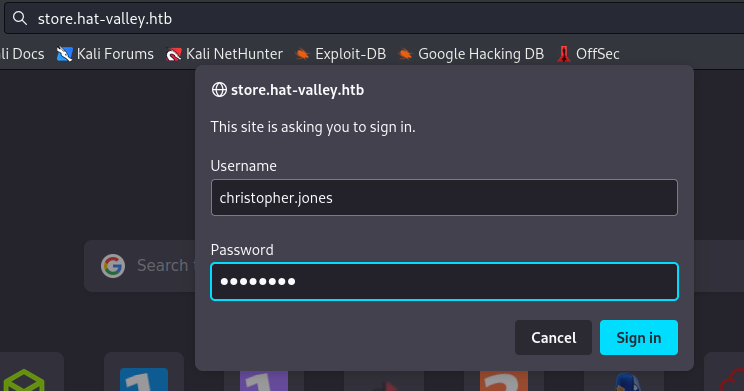 store.hat-valley.htb
li Docs Kali Forums Kali NetHunter Exploit-DB Google Hacking DB OffSec
store.hat-valley.htb
This site is asking you to sign in.
Username
christopher.jones
Password
●●●●●●●●
Cancel Sign in
Search